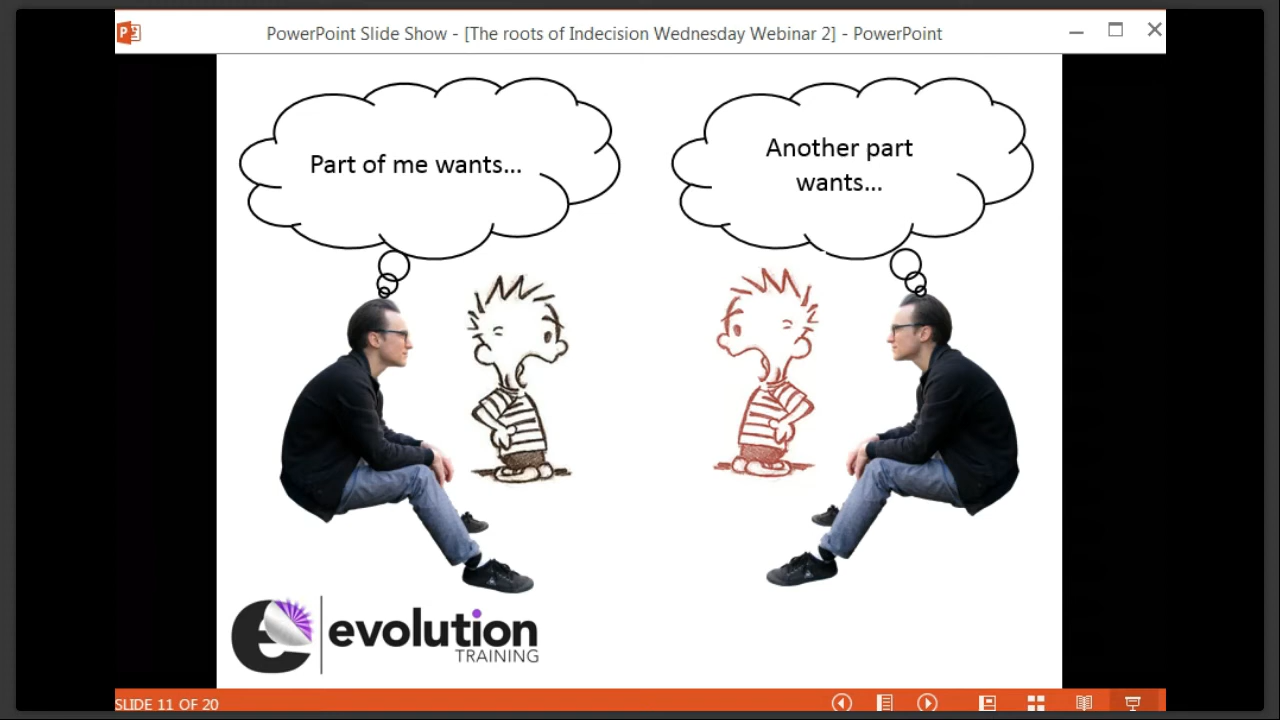 PowerPoint Slide Show - [The roots of Indecision Wednesday Webinar 2] - PowerPoint
Part of me wants...
Another part
wants...
evolution
TRAINING
SLIDE 11 OF 20